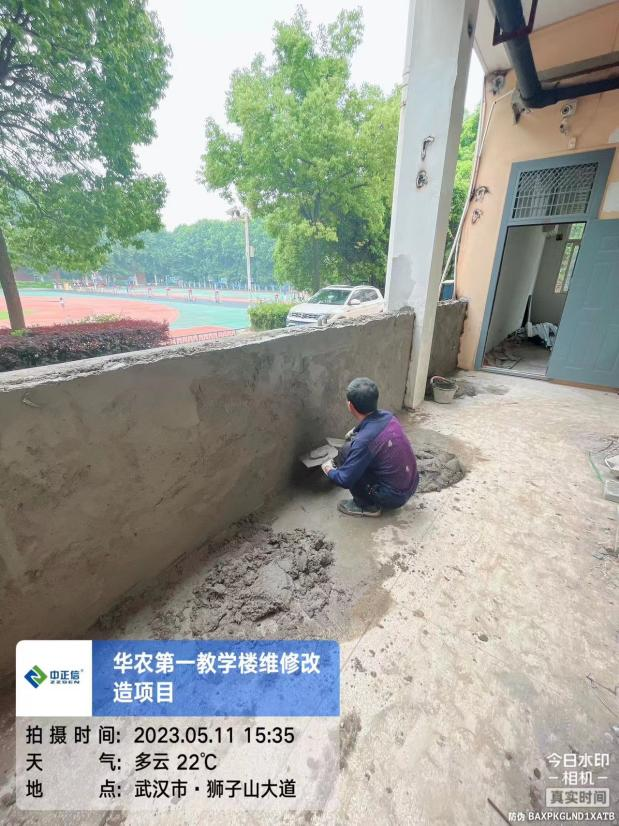 中正信
ZZSEN
华农第一教学楼维修改
造项目
拍摄时间: 2023.05.11 15:35
天气: 多云 22℃
地点: 武汉市·狮子山大道
今日水印
相机
真实时间
防伪 BAXPKGLND1XATB